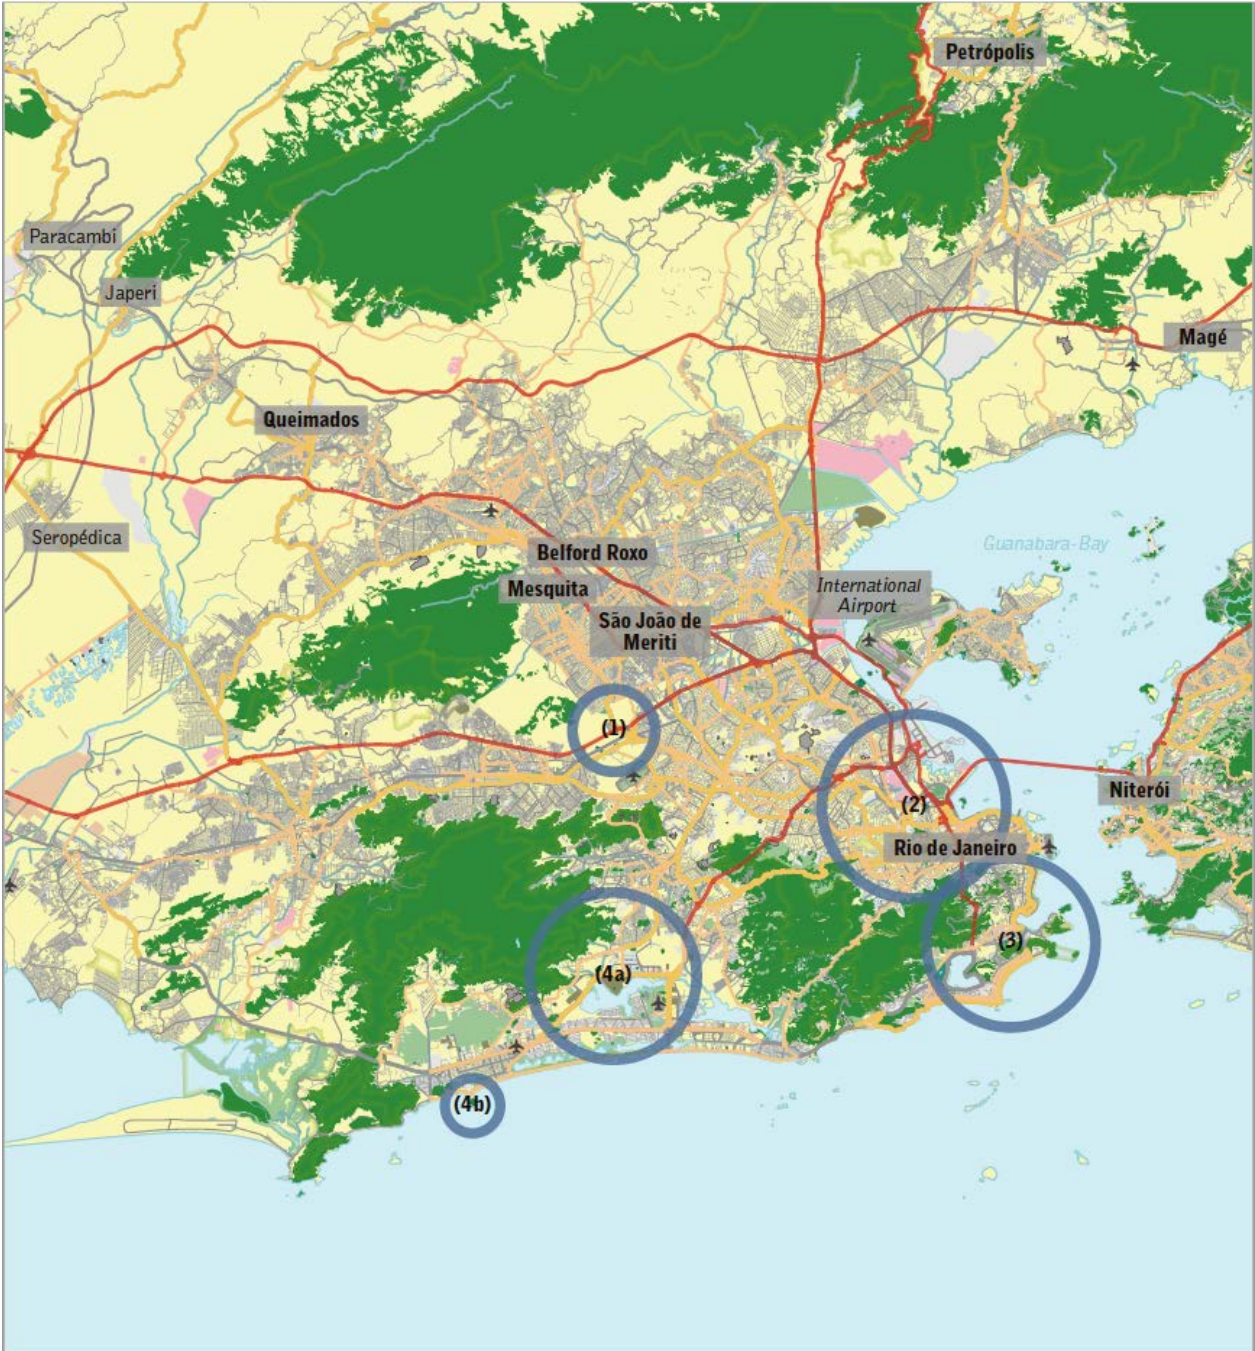 Petrópolis
Paracambi
Japeri
Magé
Queimados
Seropédica
Guanabara-Bay
Belford Roxo
Mesquita
International
Airport
São João de
Meriti
(1)
Niterói
(2)
Rio de Janeiro
(3)
(4a)
(4b)